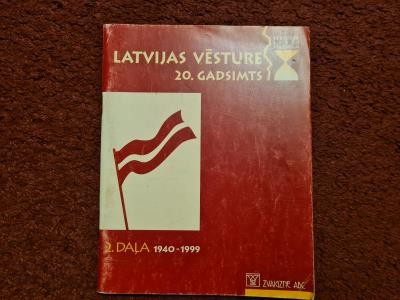 LATVIJAS VĒSTURE
20. GADSIMTS
2. DAĻA 1940-1999
ZVAIGZNE ABC